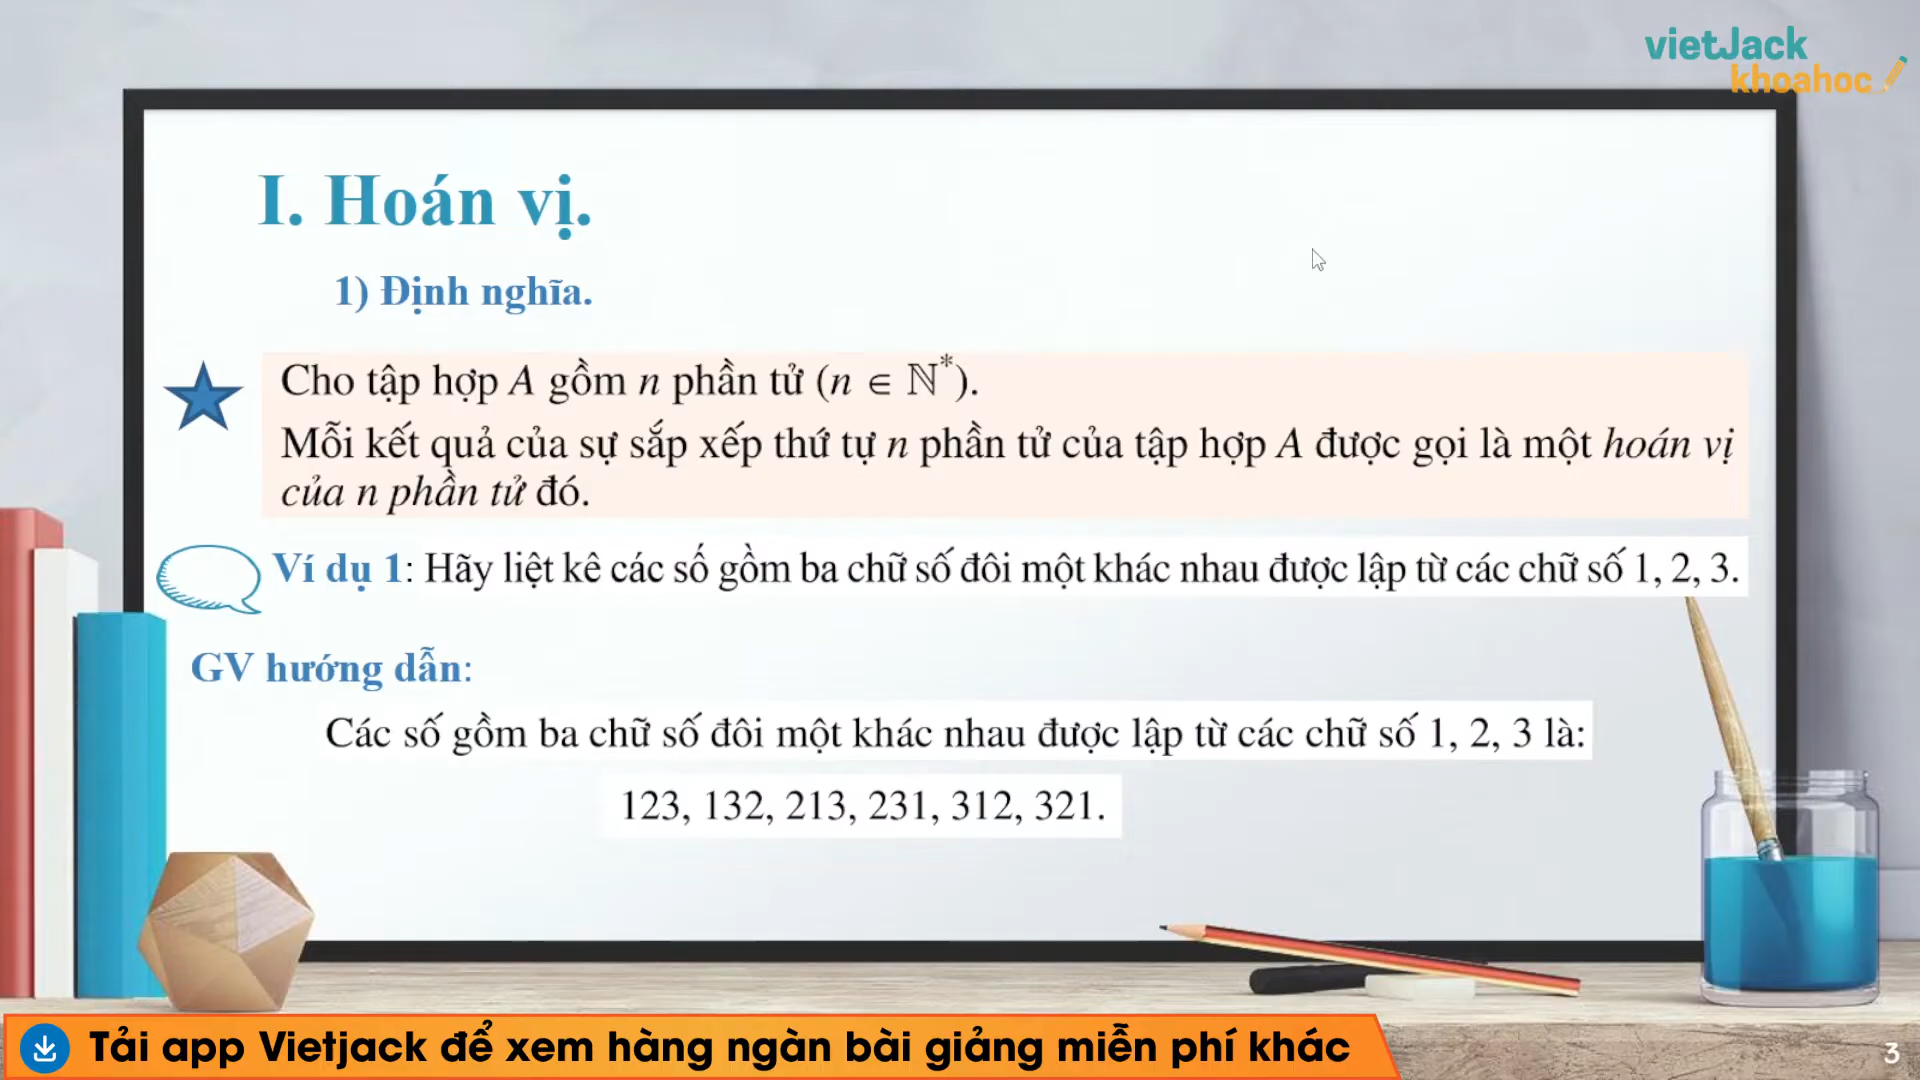 vietJack
khoahoc
I. Hoán vị.
1) Định nghĩa.
Cho tập hợp A gồm n phần tử (n ∈ ℕ*).
Mỗi kết quả của sự sắp xếp thứ tự n phần tử của tập hợp A được gọi là một hoán vị
của n phần tử đó.
Ví dụ 1: Hãy liệt kê các số gồm ba chữ số đôi một khác nhau được lập từ các chữ số 1, 2, 3.
GV hướng dẫn:
Các số gồm ba chữ số đôi một khác nhau được lập từ các chữ số 1, 2, 3 là:
123, 132, 213, 231, 312, 321.
Tải app Vietjack để xem hàng ngàn bài giảng miễn phí khác
3